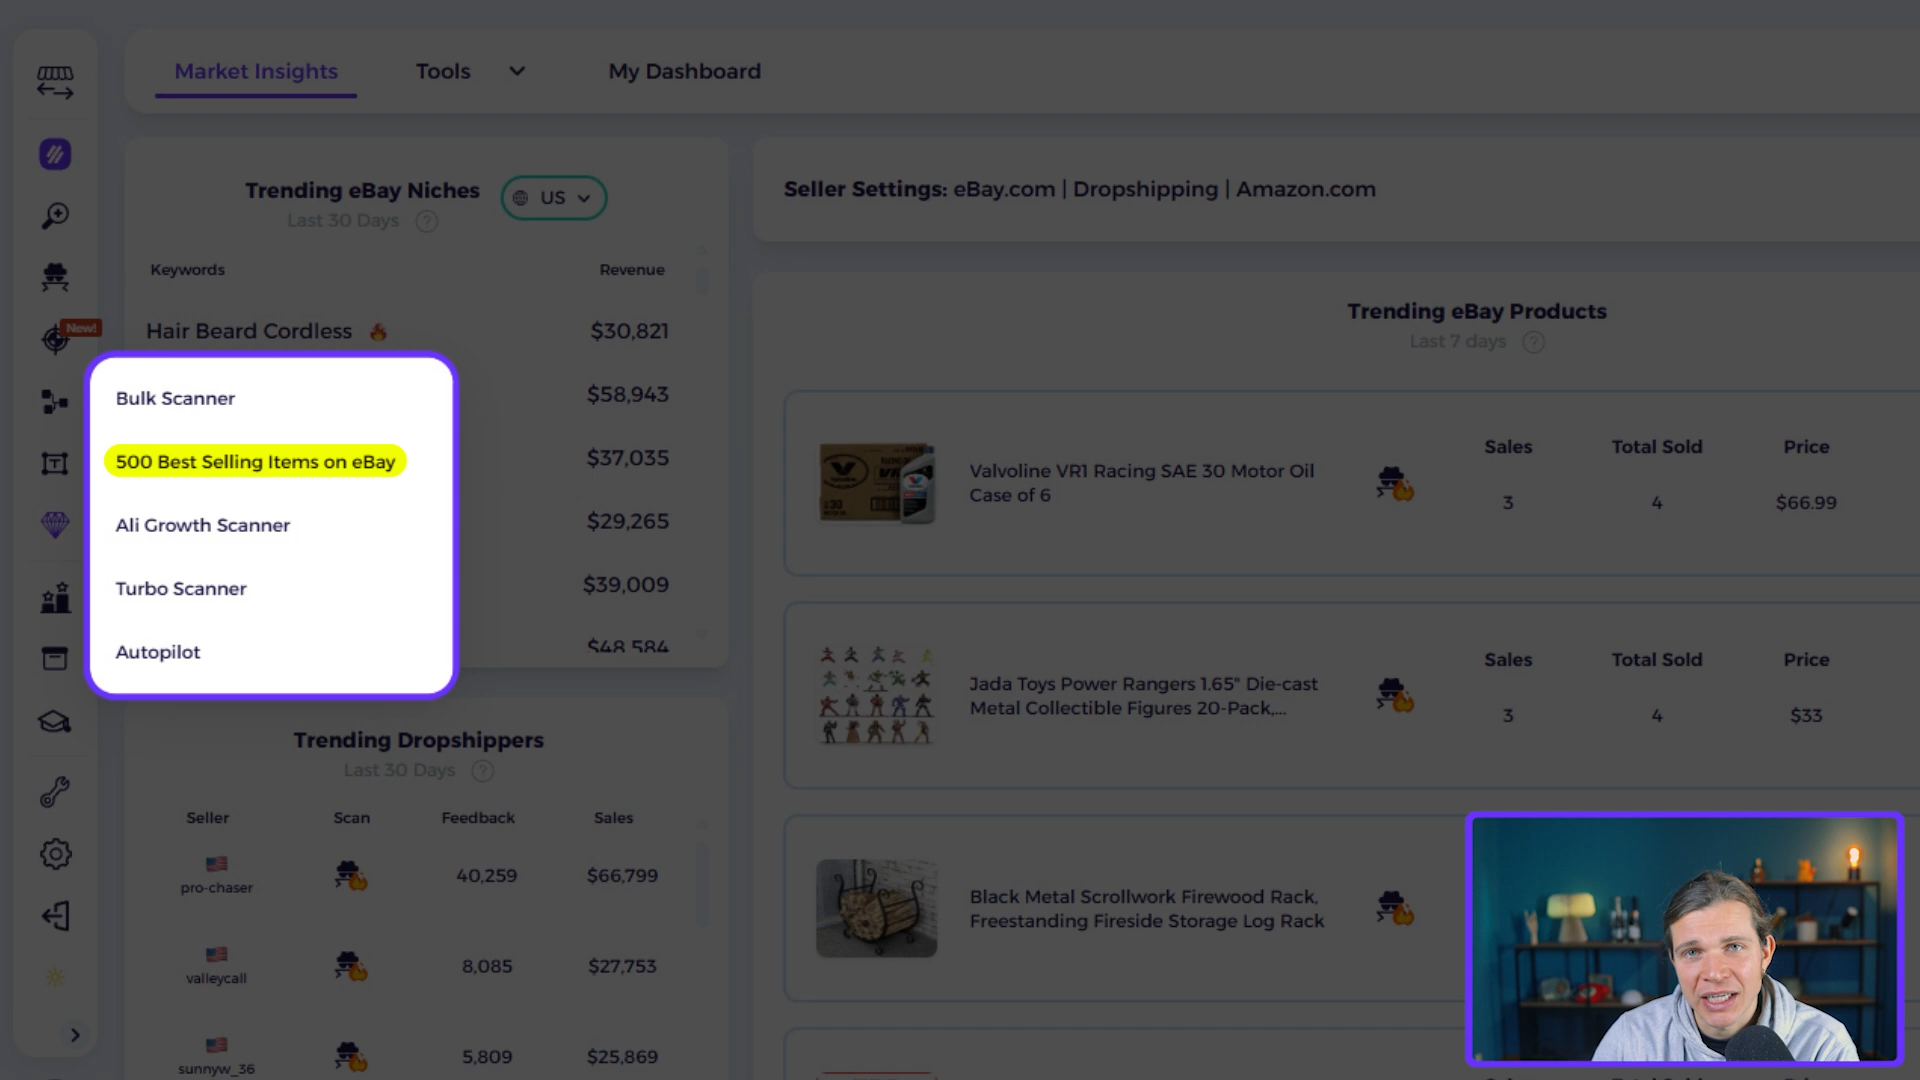 Market Insights
Tools
My Dashboard
Trending eBay Niches
US
Last 30 Days
?
Keywords
Revenue
New!
Hair Beard Cordless
$30,821
$58,943
$37,035
$29,265
$39,009
$48,584
Bulk Scanner
500 Best Selling Items on eBay
Ali Growth Scanner
Turbo Scanner
Autopilot
Trending Dropshippers
Last 30 Days
?
Seller
Scan
Feedback
Sales
pro-chaser
40,259
$66,799
valleycall
8,085
$27,753
sunnyw_36
5,809
$25,869
Seller Settings: eBay.com | Dropshipping | Amazon.com
Trending eBay Products
Last 7 days
?
Valvoline VR1 Racing SAE 30 Motor Oil
Case of 6
Sales
Total Sold
Price
3
4
$66.99
Jada Toys Power Rangers 1.65" Die-cast
Metal Collectible Figures 20-Pack,...
Sales
Total Sold
Price
3
4
$33
Black Metal Scrollwork Firewood Rack,
Freestanding Fireside Storage Log Rack